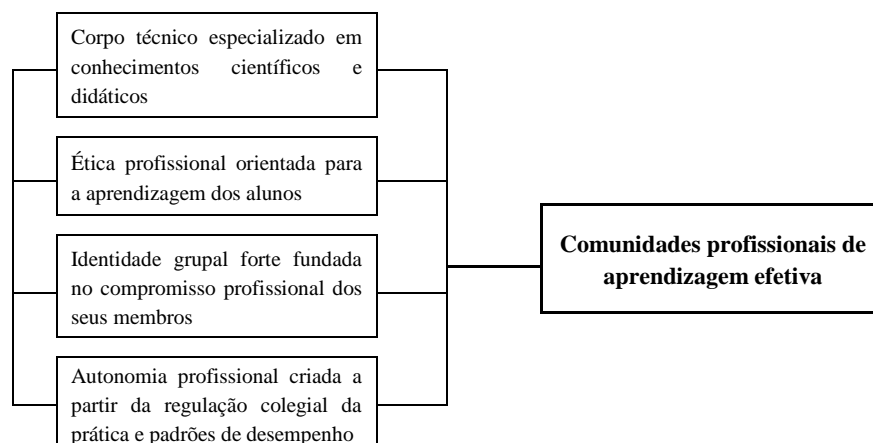 Corpo técnico especializado em
conhecimentos científicos e
didáticos
Ética profissional orientada para
a aprendizagem dos alunos
Identidade grupal forte fundada
no compromisso profissional dos
seus membros
Autonomia profissional criada a
partir da regulação colegial da
prática e padrões de desempenho
Comunidades profissionais de
aprendizagem efetiva